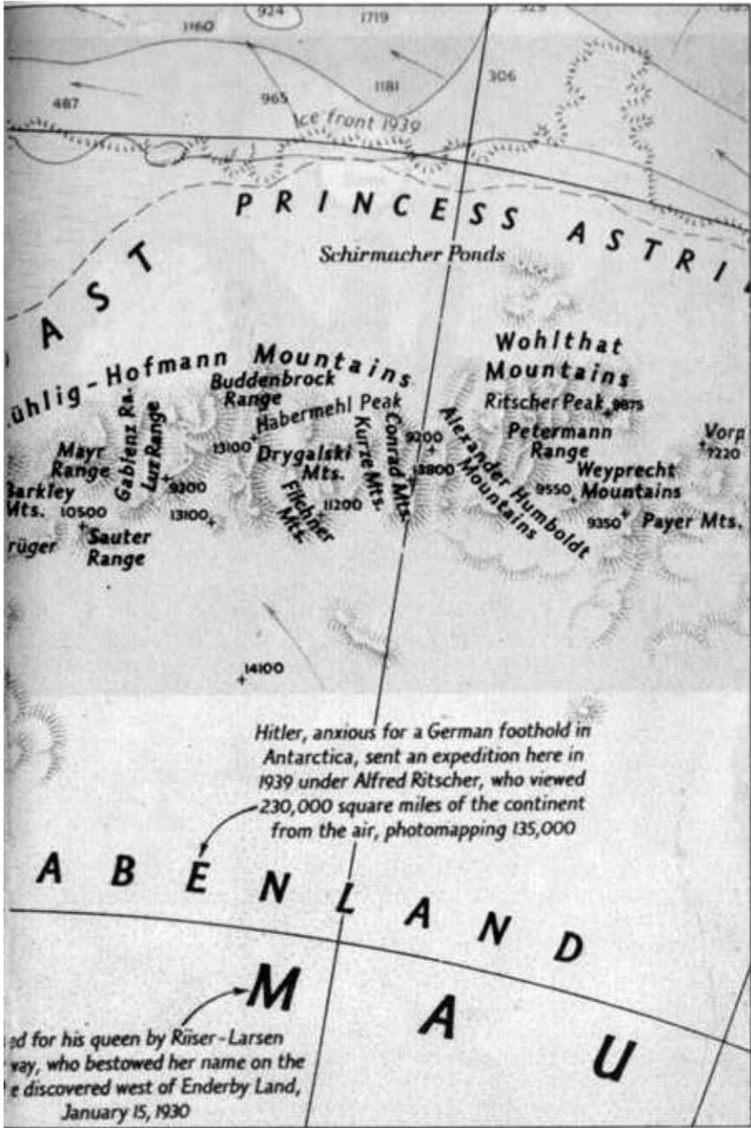 924
1719
1160
1181
306
487
965
Ice front 1939
PRINCESS ASTRI
Schirmacher Ponds
AST
ühlig-Hofmann Mountains
Wohlthat
Mountains
Buddenbrock
Range
Habermehl Peak
Ritscher Peak 9875
Petermann
Range
Vorp
7220
Mayr
Range
Gablenz Ra.
Luz Range
13100
Drygalski
Mts.
Kurze Mts.
Conrad Mts.
9200
13800
Alexander Humboldt
Mountains
Weyprecht
Mountains
9550
Barkley
Mts.
10500
9300
13100
Filchner
Mts.
11200
9350
Payer Mts.
rüger
Sauter
Range
14100
Hitler, anxious for a German foothold in
Antarctica, sent an expedition here in
1939 under Alfred Ritscher, who viewed
230,000 square miles of the continent
from the air, photomapping 135,000
ABENLAND
MAU
ed for his queen by Riiser-Larsen
way, who bestowed her name on the
e discovered west of Enderby Land,
January 15, 1930